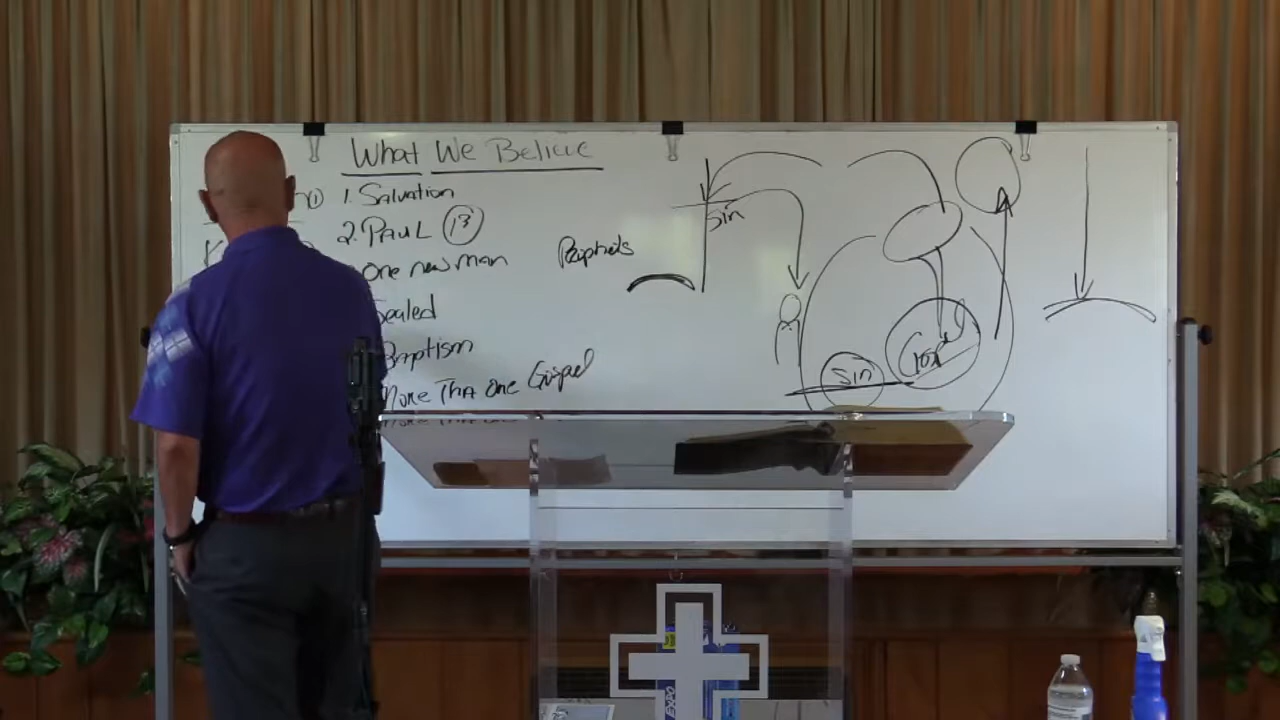 What We Believe
1. Salvation
2. PAUL 13
One new man
Sealed
Baptism
More Tha One Gospel
Prophets
Sin
Sin
EXPO